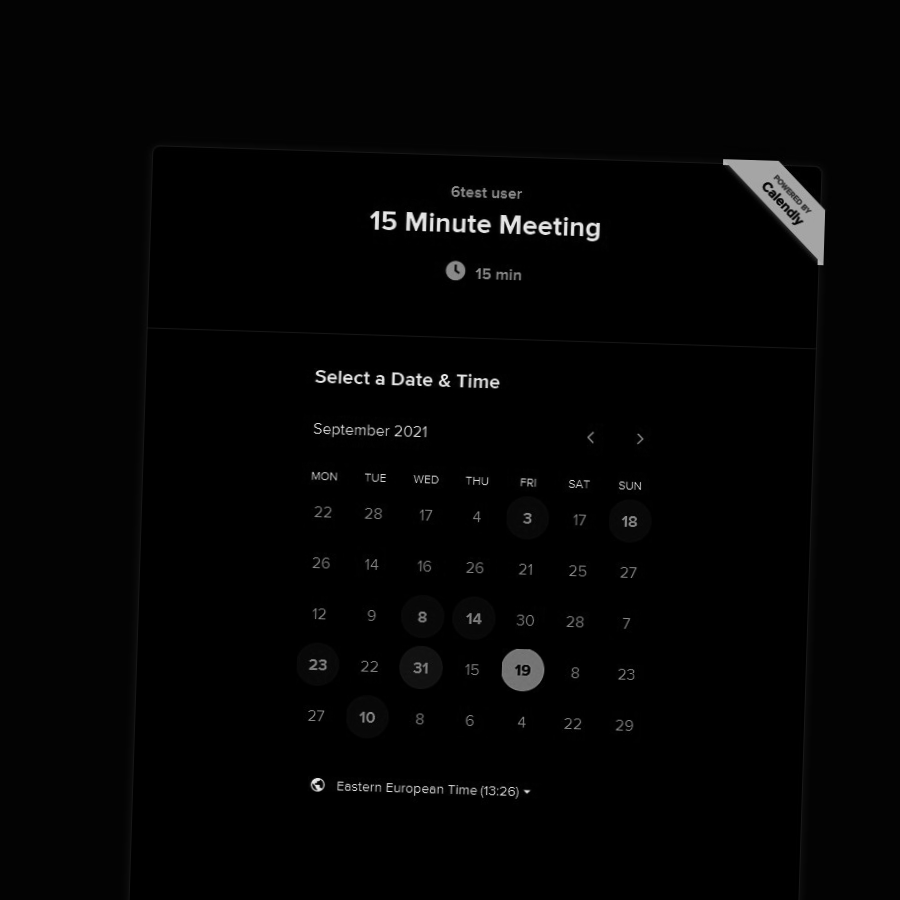 POWERED BY
Calendly
6test user
15 Minute Meeting
15 min
Select a Date & Time
September 2021
MON TUE WED THU FRI SAT SUN
22 28 17 4 3 17 18
26 14 16 26 21 25 27
12 9 8 14 30 28 7
23 22 31 15 19 8 23
27 10 8 6 4 22 29
Eastern European Time (13:26)